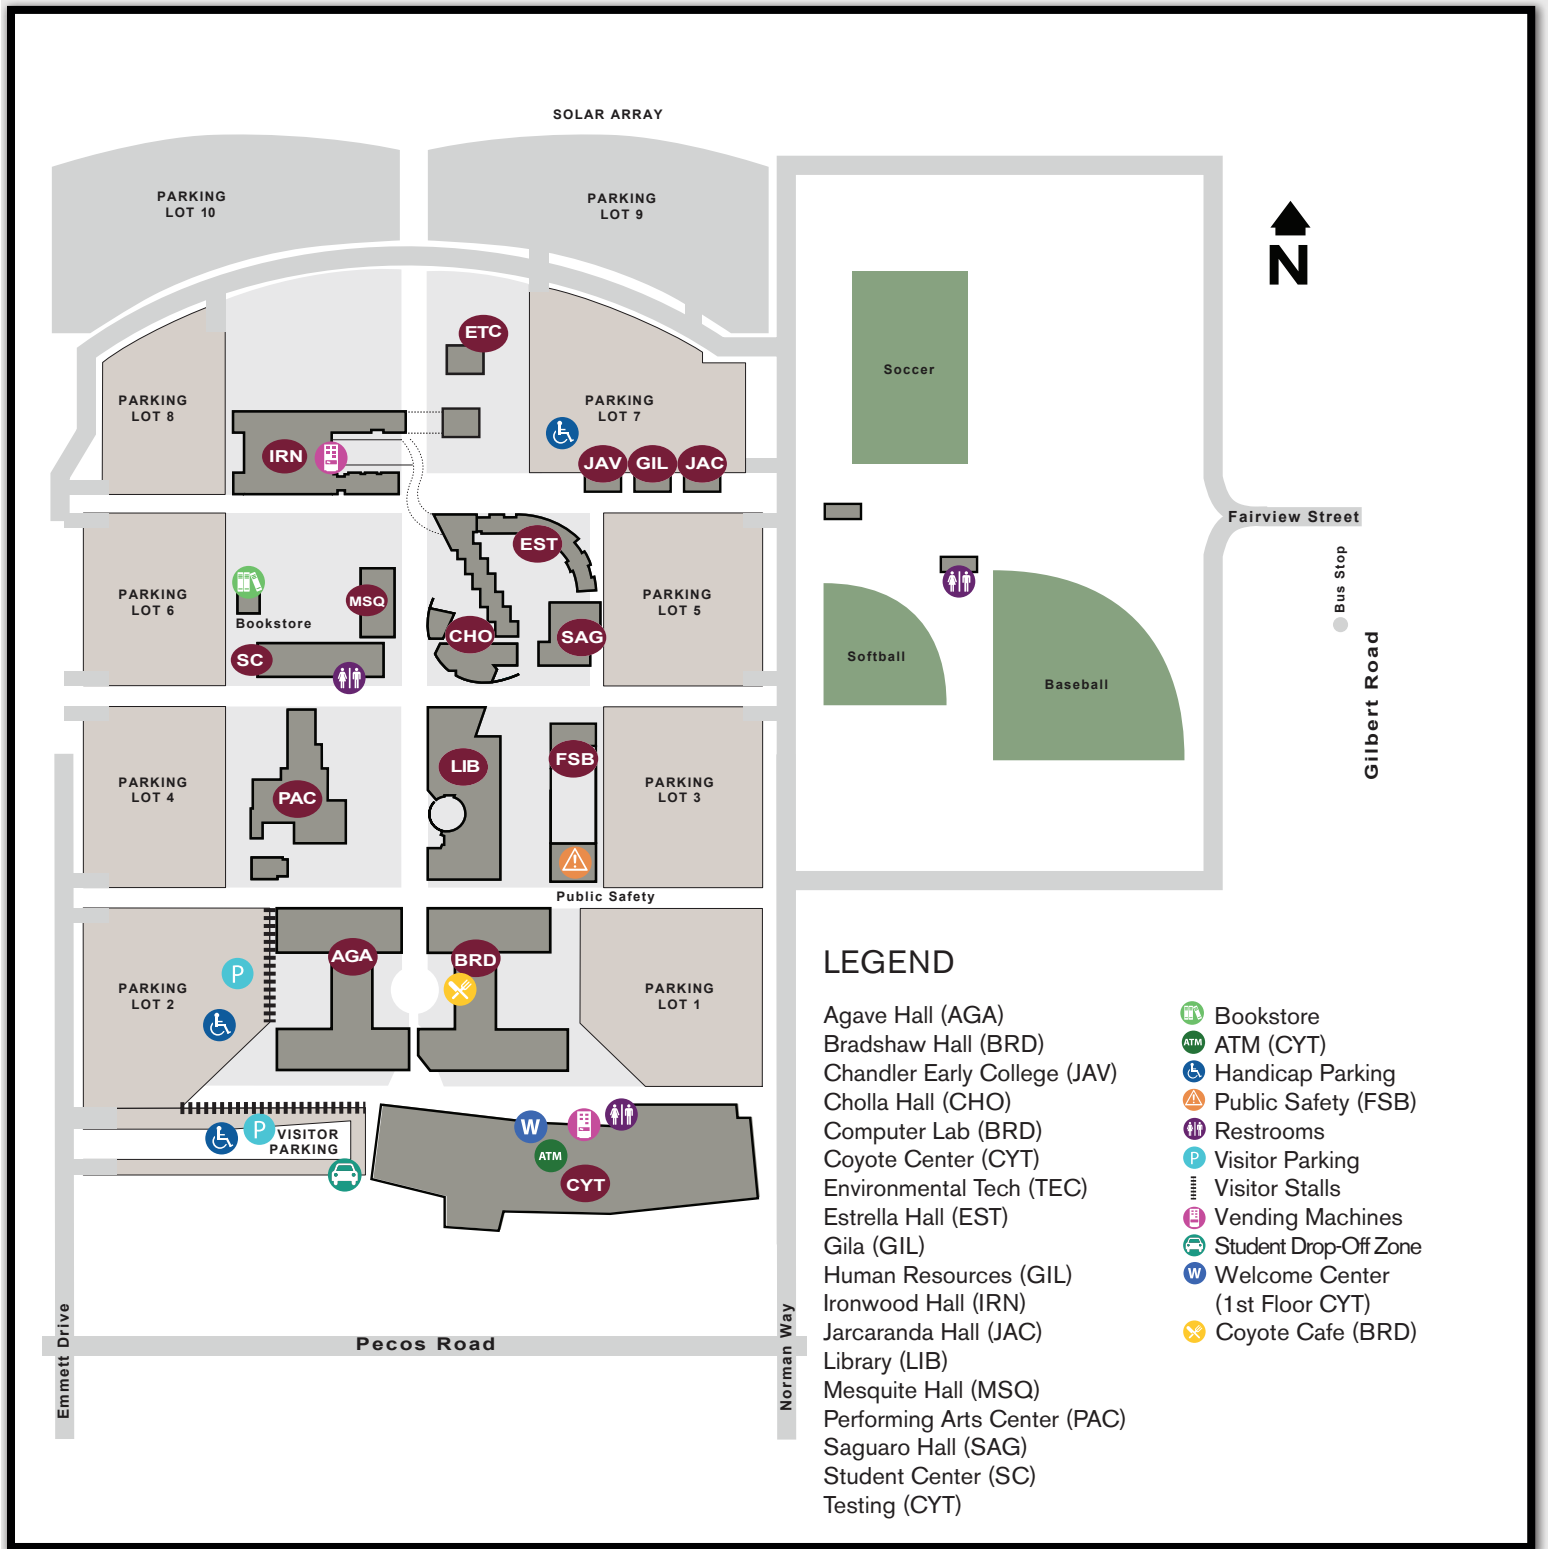 SOLAR ARRAY
PARKING
LOT 10
PARKING
LOT 9
N
ETC
Soccer
PARKING
LOT 8
PARKING
LOT 7
IRN
JAV
GIL
JAC
Fairview Street
EST
Bus Stop
PARKING
LOT 6
MSQ
PARKING
LOT 5
Bookstore
CHO
SAG
SC
Softball
Baseball
Gilbert Road
LIB
FSB
PARKING
LOT 4
PAC
PARKING
LOT 3
Public Safety
AGA
BRD
P
PARKING
LOT 2
PARKING
LOT 1
W
P
VISITOR
PARKING
ATM
CYT
Emmett Drive
Pecos Road
Norman Way
LEGEND
Agave Hall (AGA)
Bradshaw Hall (BRD)
Chandler Early College (JAV)
Cholla Hall (CHO)
Computer Lab (BRD)
Coyote Center (CYT)
Environmental Tech (TEC)
Estrella Hall (EST)
Gila (GIL)
Human Resources (GIL)
Ironwood Hall (IRN)
Jarcaranda Hall (JAC)
Library (LIB)
Mesquite Hall (MSQ)
Performing Arts Center (PAC)
Saguaro Hall (SAG)
Student Center (SC)
Testing (CYT)
Bookstore
ATM ATM (CYT)
Handicap Parking
Public Safety (FSB)
Restrooms
P Visitor Parking
Visitor Stalls
Vending Machines
Student Drop-Off Zone
W Welcome Center
(1st Floor CYT)
Coyote Cafe (BRD)